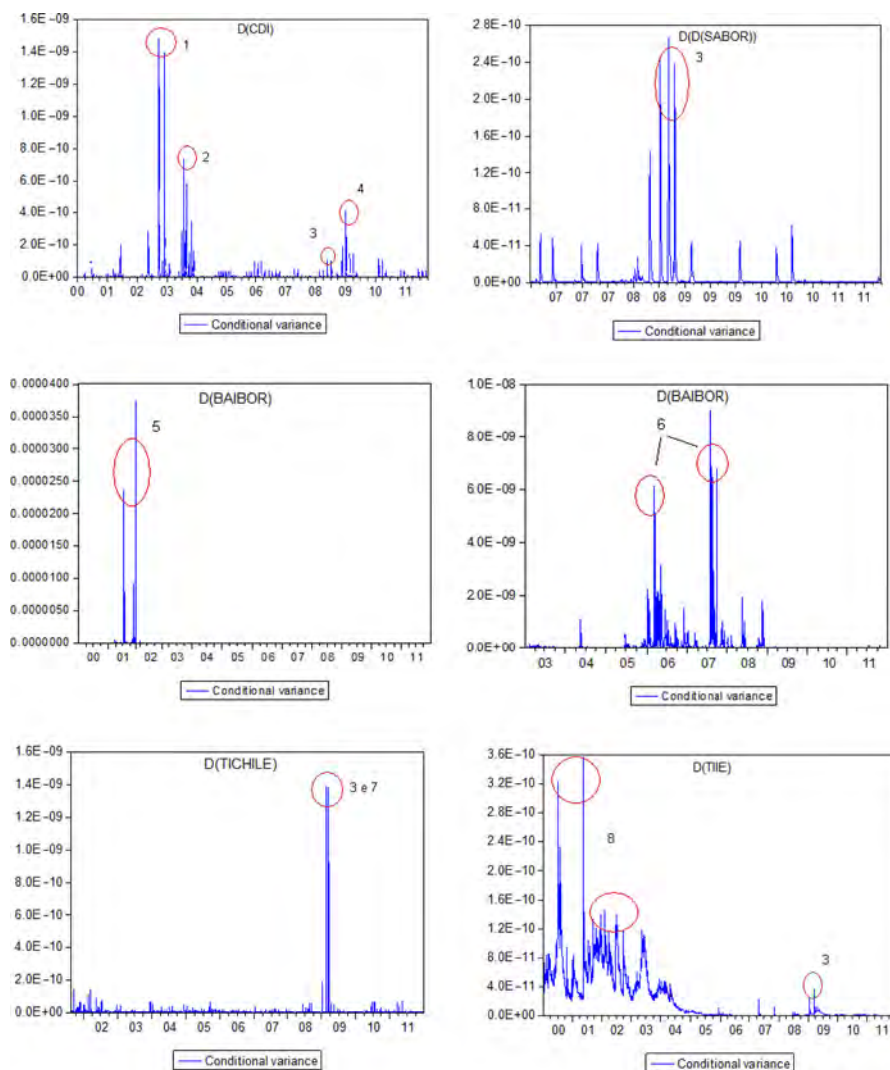 D(CDI)
1.6E –09
1.4E –09
1.2E –09
1.0E –09
8.0E –10
6.0E –10
4.0E –10
2.0E –10
0.0E+00
1
2
3
4
00 01 02 03 04 05 06 07 08 09 10 11
Conditional variance
D(D(SABOR))
2.8E –10
2.4E –10
2.0E –10
1.6E –10
1.2E –10
8.0E –11
4.0E –11
0.0E+00
3
07 07 07 08 08 09 09 10 10 11
Conditional variance
D(BAIBOR)
0.0000400
0.0000350
0.0000300
0.0000250
0.0000200
0.0000150
0.0000100
0.0000050
0.0000000
5
00 01 02 03 04 05 06 07 08 09 10 11
Conditional variance
D(BAIBOR)
1.0E –08
8.0E –09
6.0E –09
4.0E –09
2.0E –09
0.0E+00
6
03 04 05 06 07 08 09 10 11
Conditional variance
D(TICHILE)
1.6E –09
1.4E –09
1.2E –09
1.0E –09
8.0E –10
6.0E –10
4.0E –10
2.0E –10
0.0E+00
3 e 7
02 03 04 05 06 07 08 09 10 11
Conditional variance
D(TIIE)
3.6E –10
3.2E –10
2.8E –10
2.4E –10
2.0E –10
1.6E –10
1.2E –10
8.0E –11
4.0E –11
0.0E+00
8
3
00 01 02 03 04 05 06 07 08 09 10 11
Conditional variance